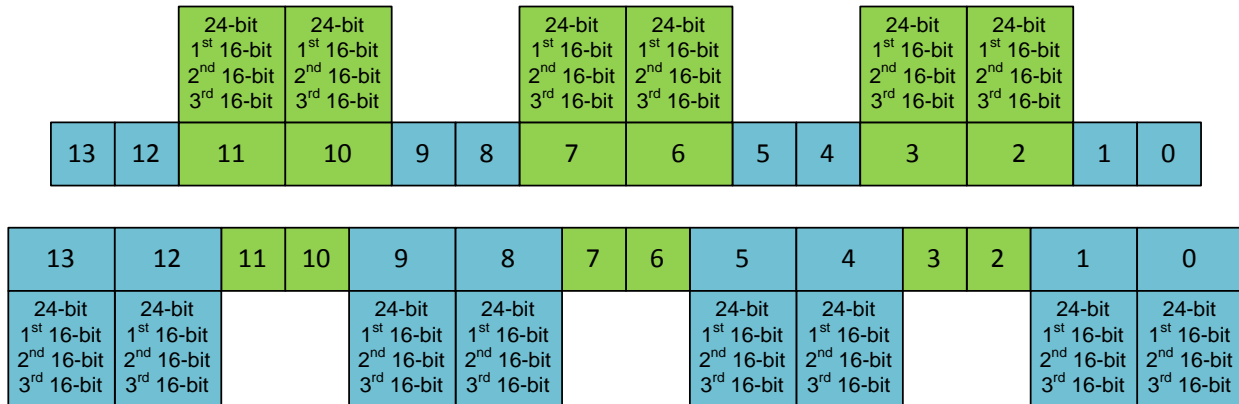 24-bit 24-bit 24-bit 24-bit 24-bit 24-bit
1st 16-bit 1st 16-bit 1st 16-bit 1st 16-bit 1st 16-bit 1st 16-bit
2nd 16-bit 2nd 16-bit 2nd 16-bit 2nd 16-bit 2nd 16-bit 2nd 16-bit
3rd 16-bit 3rd 16-bit 3rd 16-bit 3rd 16-bit 3rd 16-bit 3rd 16-bit
13 12 11 10 9 8 7 6 5 4 3 2 1 0
13 12 11 10 9 8 7 6 5 4 3 2 1 0
24-bit 24-bit 24-bit 24-bit 24-bit 24-bit 24-bit 24-bit
1st 16-bit 1st 16-bit 1st 16-bit 1st 16-bit 1st 16-bit 1st 16-bit 1st 16-bit 1st 16-bit
2nd 16-bit 2nd 16-bit 2nd 16-bit 2nd 16-bit 2nd 16-bit 2nd 16-bit 2nd 16-bit 2nd 16-bit
3rd 16-bit 3rd 16-bit 3rd 16-bit 3rd 16-bit 3rd 16-bit 3rd 16-bit 3rd 16-bit 3rd 16-bit